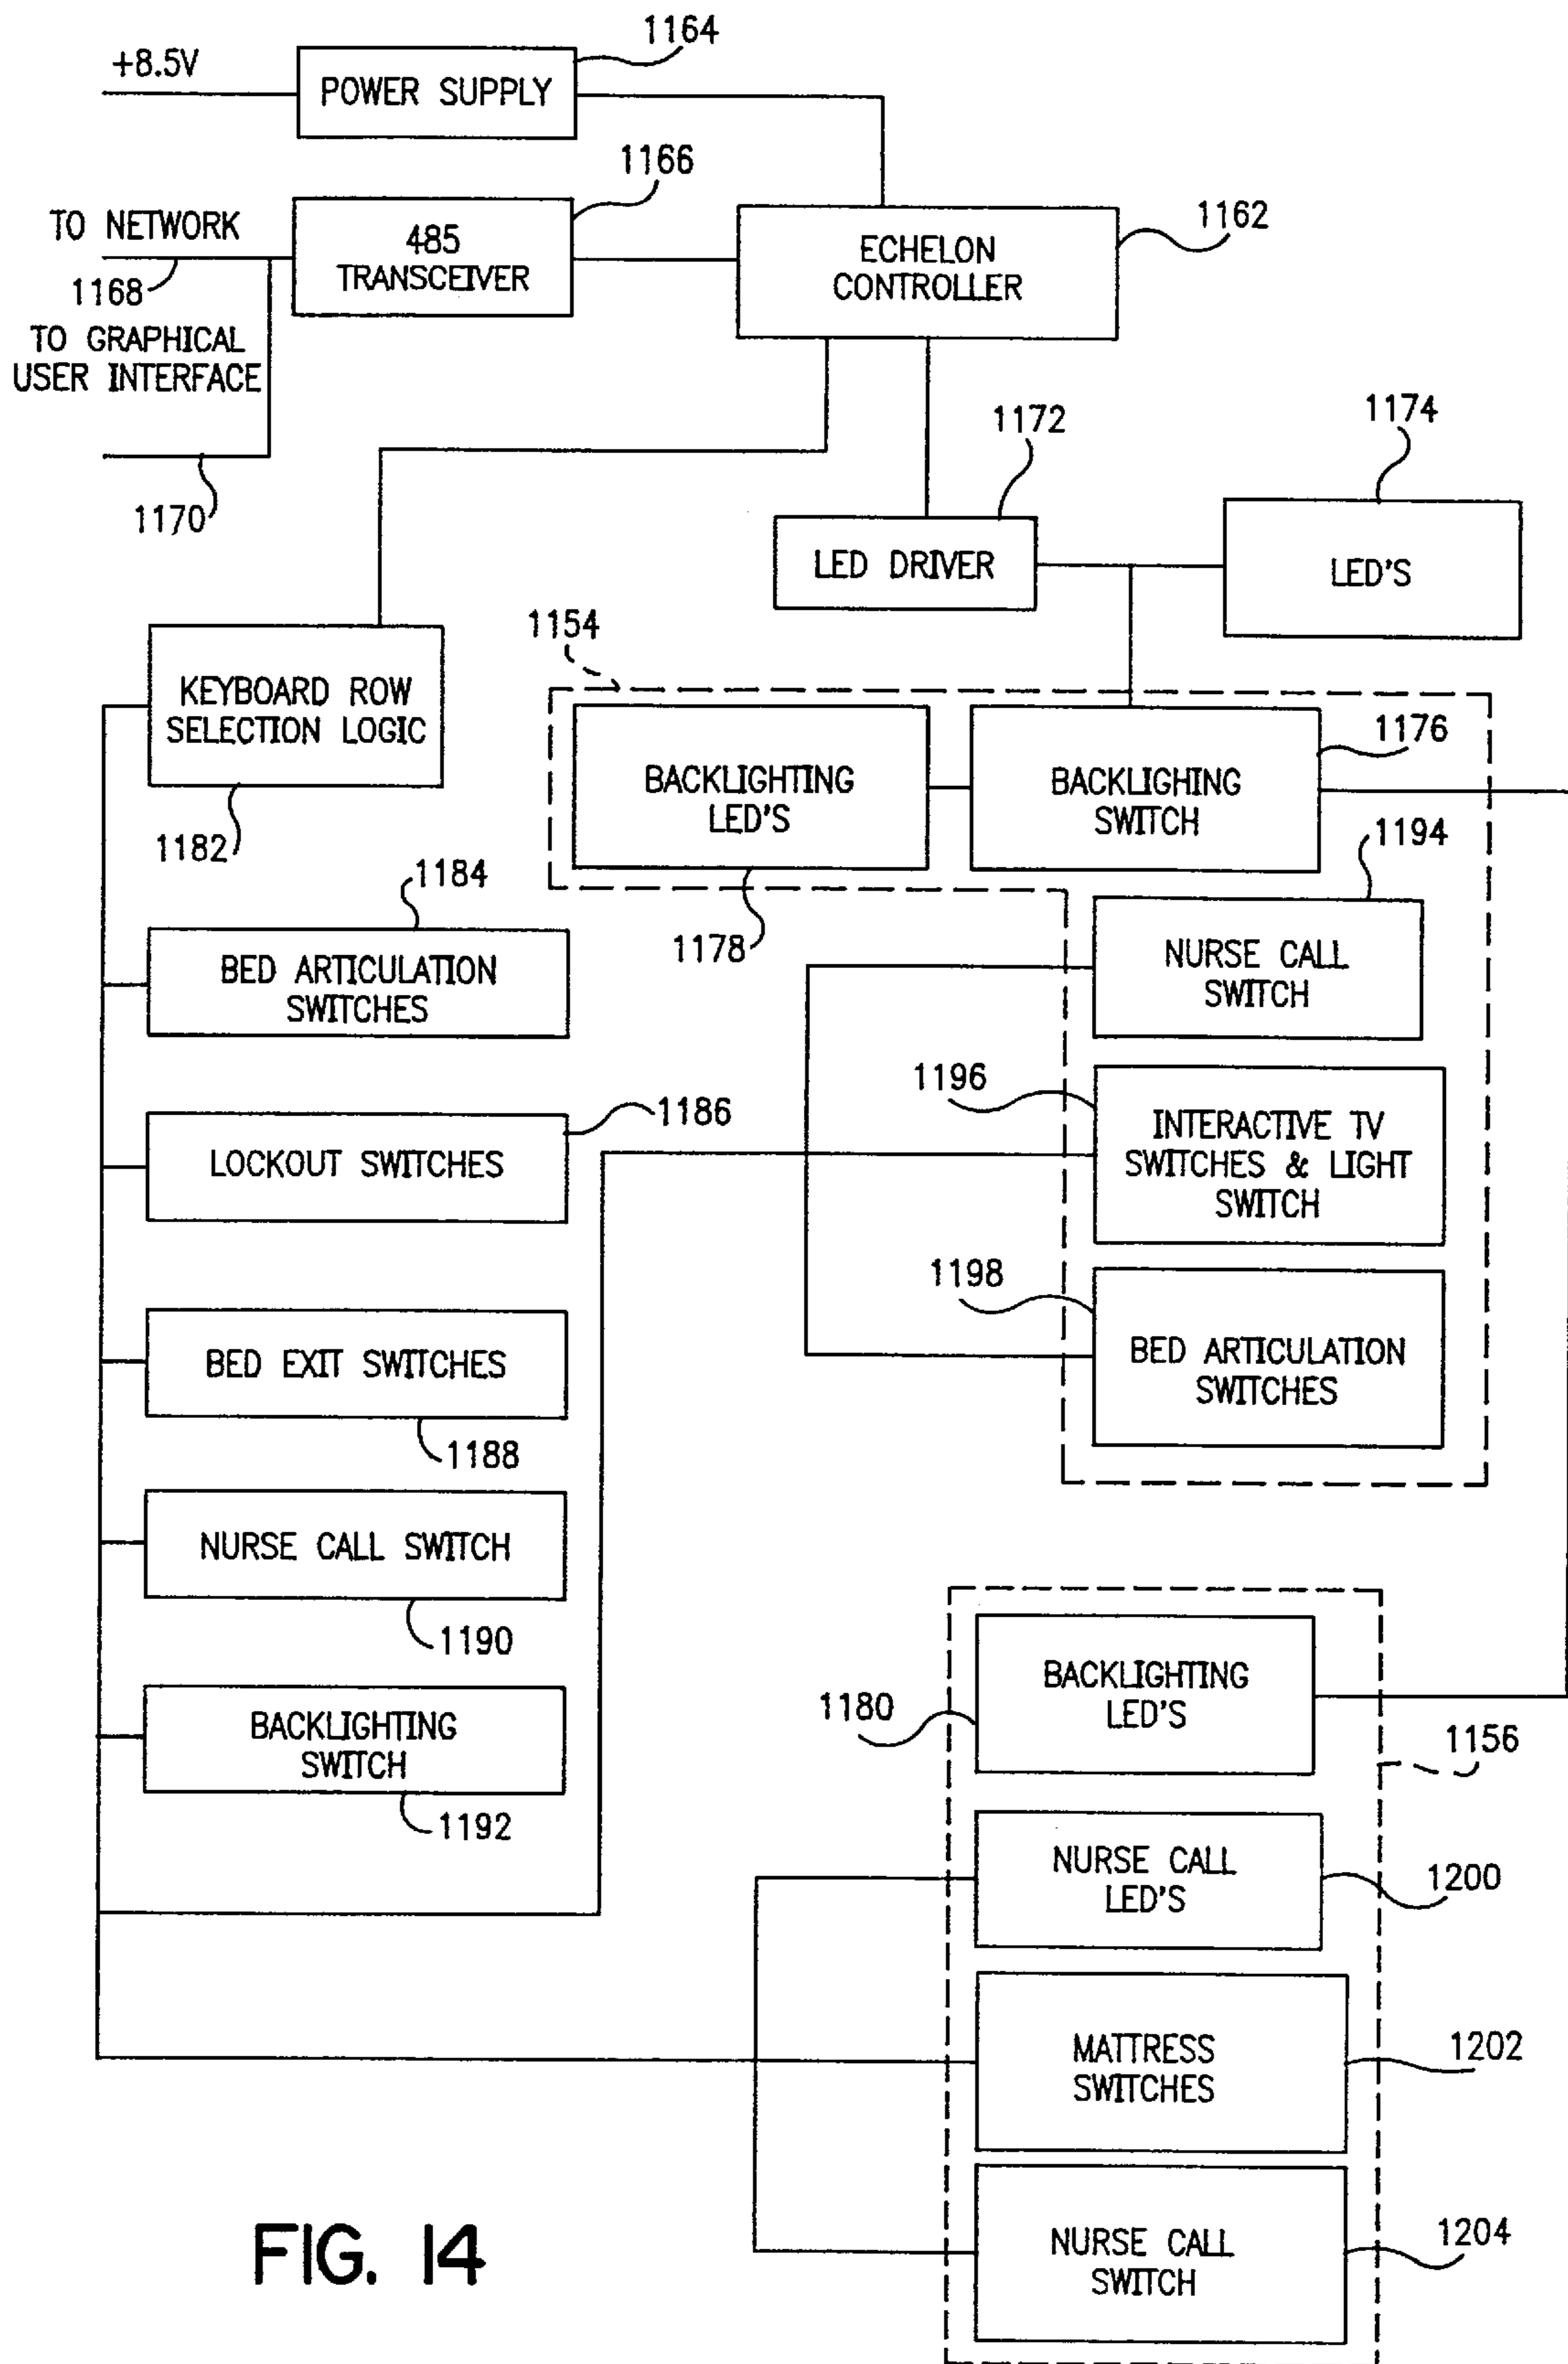 1164
+8.5V
POWER SUPPLY
1166
TO NETWORK
485
TRANSCEIVER
1162
ECHELON
CONTROLLER
1168
TO GRAPHICAL
USER INTERFACE
1170
1172
1174
LED DRIVER
LED'S
1154
KEYBOARD ROW
SELECTION LOGIC
1182
BACKLIGHTING
LED'S
BACKLIGHING
SWITCH
1176
1178
1184
BED ARTICULATION
SWITCHES
1194
NURSE CALL
SWITCH
1186
LOCKOUT SWITCHES
1196
INTERACTIVE TV
SWITCHES & LIGHT
SWITCH
1198
BED ARTICULATION
SWITCHES
BED EXIT SWITCHES
1188
NURSE CALL SWITCH
1190
BACKLIGHTING
SWITCH
1192
1180
BACKLIGHTING
LED'S
1156
NURSE CALL
LED'S
1200
MATTRESS
SWITCHES
1202
NURSE CALL
SWITCH
1204
FIG. 14